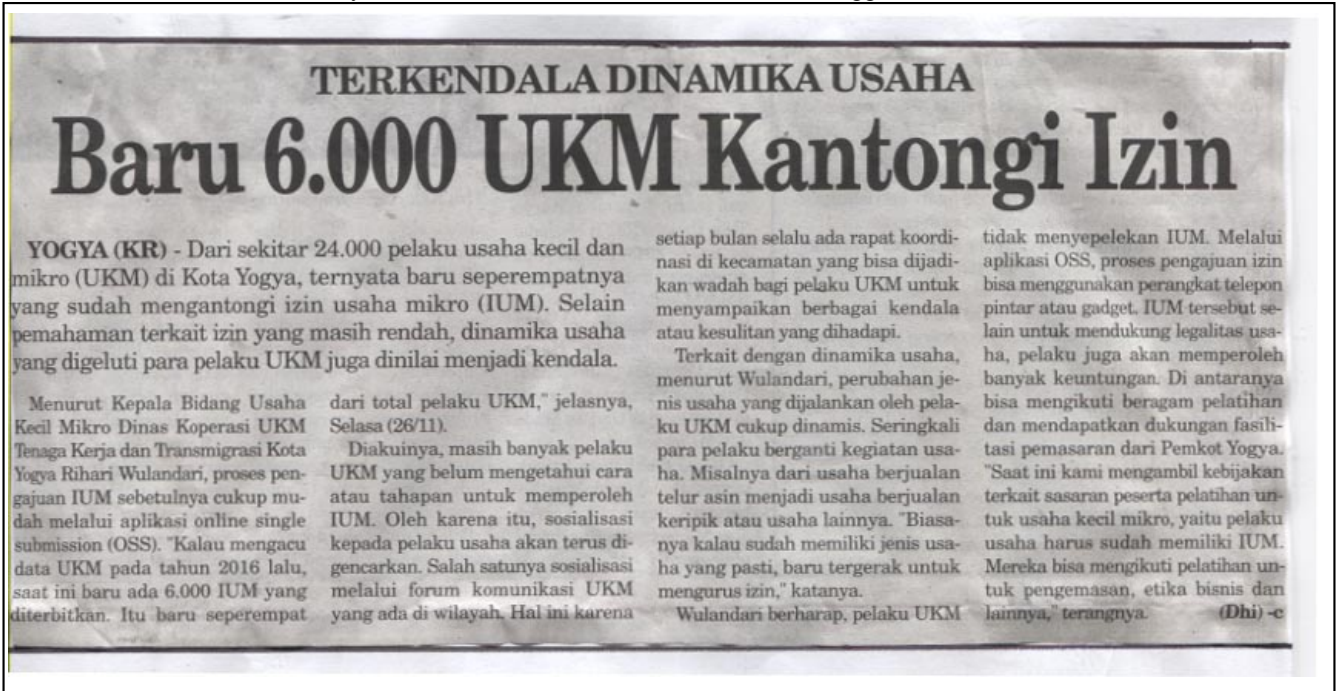 TERKENDALA DINAMIKA USAHA
Baru 6.000 UKM Kantongi Izin
YOGYA (KR) - Dari sekitar 24.000 pelaku usaha kecil dan
mikro (UKM) di Kota Yogya, ternyata baru seperempatnya
yang sudah mengantongi izin usaha mikro (IUM). Selain
pemahaman terkait izin yang masih rendah, dinamika usaha
yang digeluti para pelaku UKM juga dinilai menjadi kendala.
Menurut Kepala Bidang Usaha
Kecil Mikro Dinas Koperasi UKM
Tenaga Kerja dan Transmigrasi Kota
Yogya Rihari Wulandari, proses pen-
gajuan IUM sebetulnya cukup mu-
dah melalui aplikasi online single
submission (OSS). "Kalau mengacu
data UKM pada tahun 2016 lalu,
saat ini baru ada 6.000 IUM yang
diterbitkan. Itu baru seperempat
dari total pelaku UKM," jelasnya,
Selasa (26/11).
Diakuinya, masih banyak pelaku
UKM yang belum mengetahui cara
atau tahapan untuk memperoleh
IUM. Oleh karena itu, sosialisasi
kepada pelaku usaha akan terus di-
gencarkan. Salah satunya sosialisasi
melalui forum komunikasi UKM
yang ada di wilayah. Hal ini karena
setiap bulan selalu ada rapat koordi-
nasi di kecamatan yang bisa dijadi-
kan wadah bagi pelaku UKM untuk
menyampaikan berbagai kendala
atau kesulitan yang dihadapi.
Terkait dengan dinamika usaha,
menurut Wulandari, perubahan je-
nis usaha yang dijalankan oleh pela-
ku UKM cukup dinamis. Seringkali
para pelaku berganti kegiatan usa-
ha. Misalnya dari usaha berjualan
telur asin menjadi usaha berjualan
keripik atau usaha lainnya. "Biasa-
nya kalau sudah memiliki jenis usa-
ha yang pasti, baru tergerak untuk
mengurus izin," katanya.
Wulandari berharap, pelaku UKM
tidak menyepelekan IUM. Melalui
aplikasi OSS, proses pengajuan izin
bisa menggunakan perangkat telepon
pintar atau gadget. IUM tersebut se-
lain untuk mendukung legalitas usa-
ha, pelaku juga akan memperoleh
banyak keuntungan. Di antaranya
bisa mengikuti beragam pelatihan
dan mendapatkan dukungan fasili-
tasi pemasaran dari Pemkot Yogya.
"Saat ini kami mengambil kebijakan
terkait sasaran peserta pelatihan un-
tuk usaha kecil mikro, yaitu pelaku
usaha harus sudah memiliki IUM.
Mereka bisa mengikuti pelatihan un-
tuk pengemasan, etika bisnis dan
lainnya," terangnya. (Dhi) -c